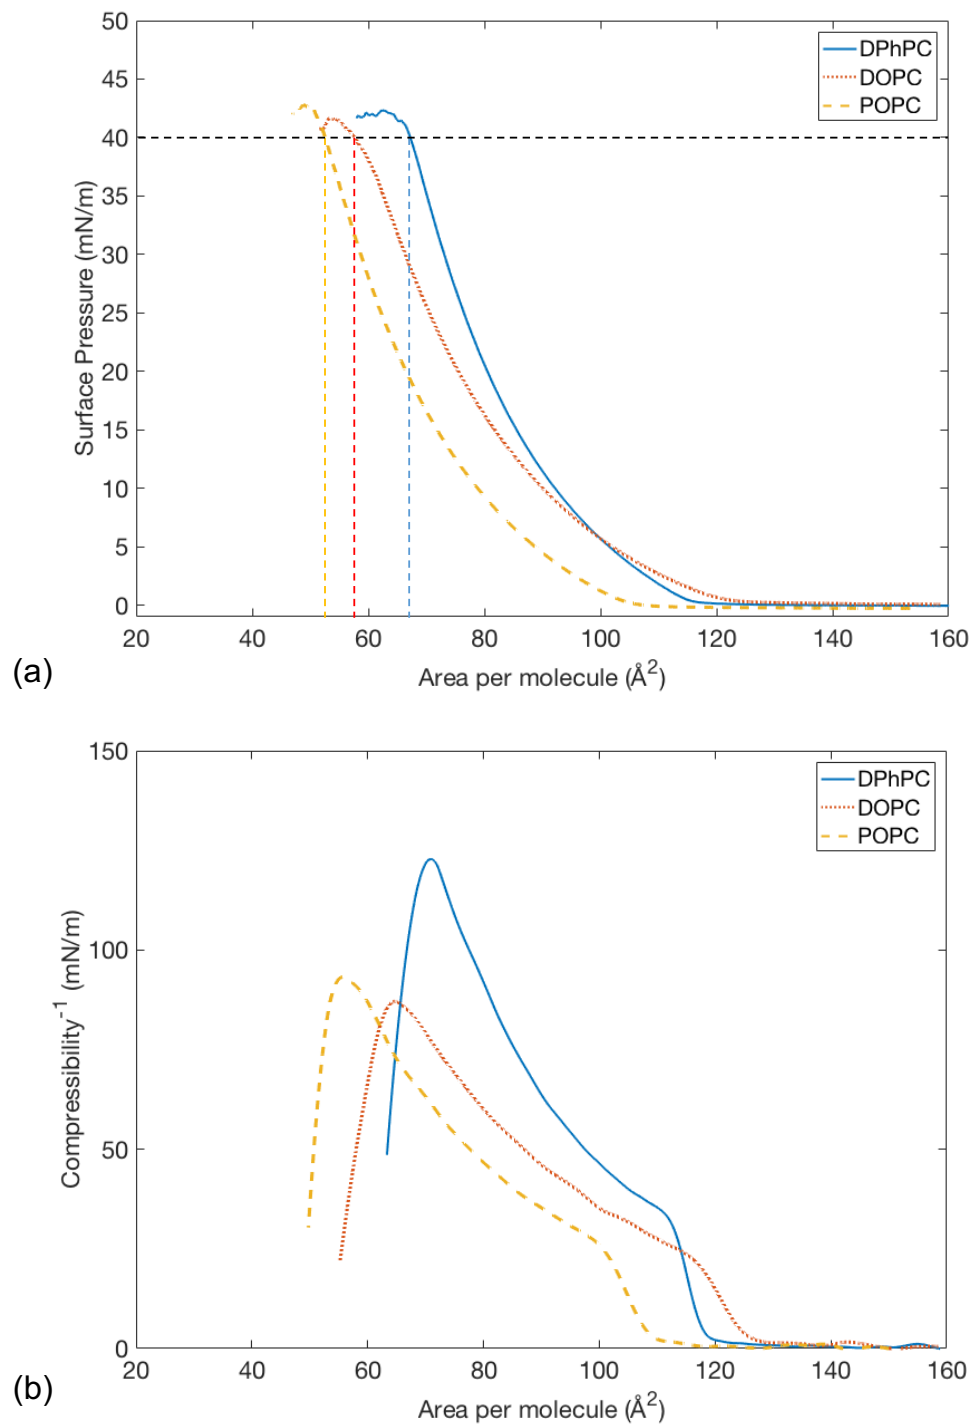 50
45
40
35
30
25
20
15
10
5
0
Surface Pressure (mN/m)
DPhPC
DOPC
POPC
20 40 60 80 100 120 140 160
Area per molecule (Å²)
(a)
150
100
50
0
Compressibility⁻¹ (mN/m)
DPhPC
DOPC
POPC
20 40 60 80 100 120 140 160
Area per molecule (Å²)
(b)